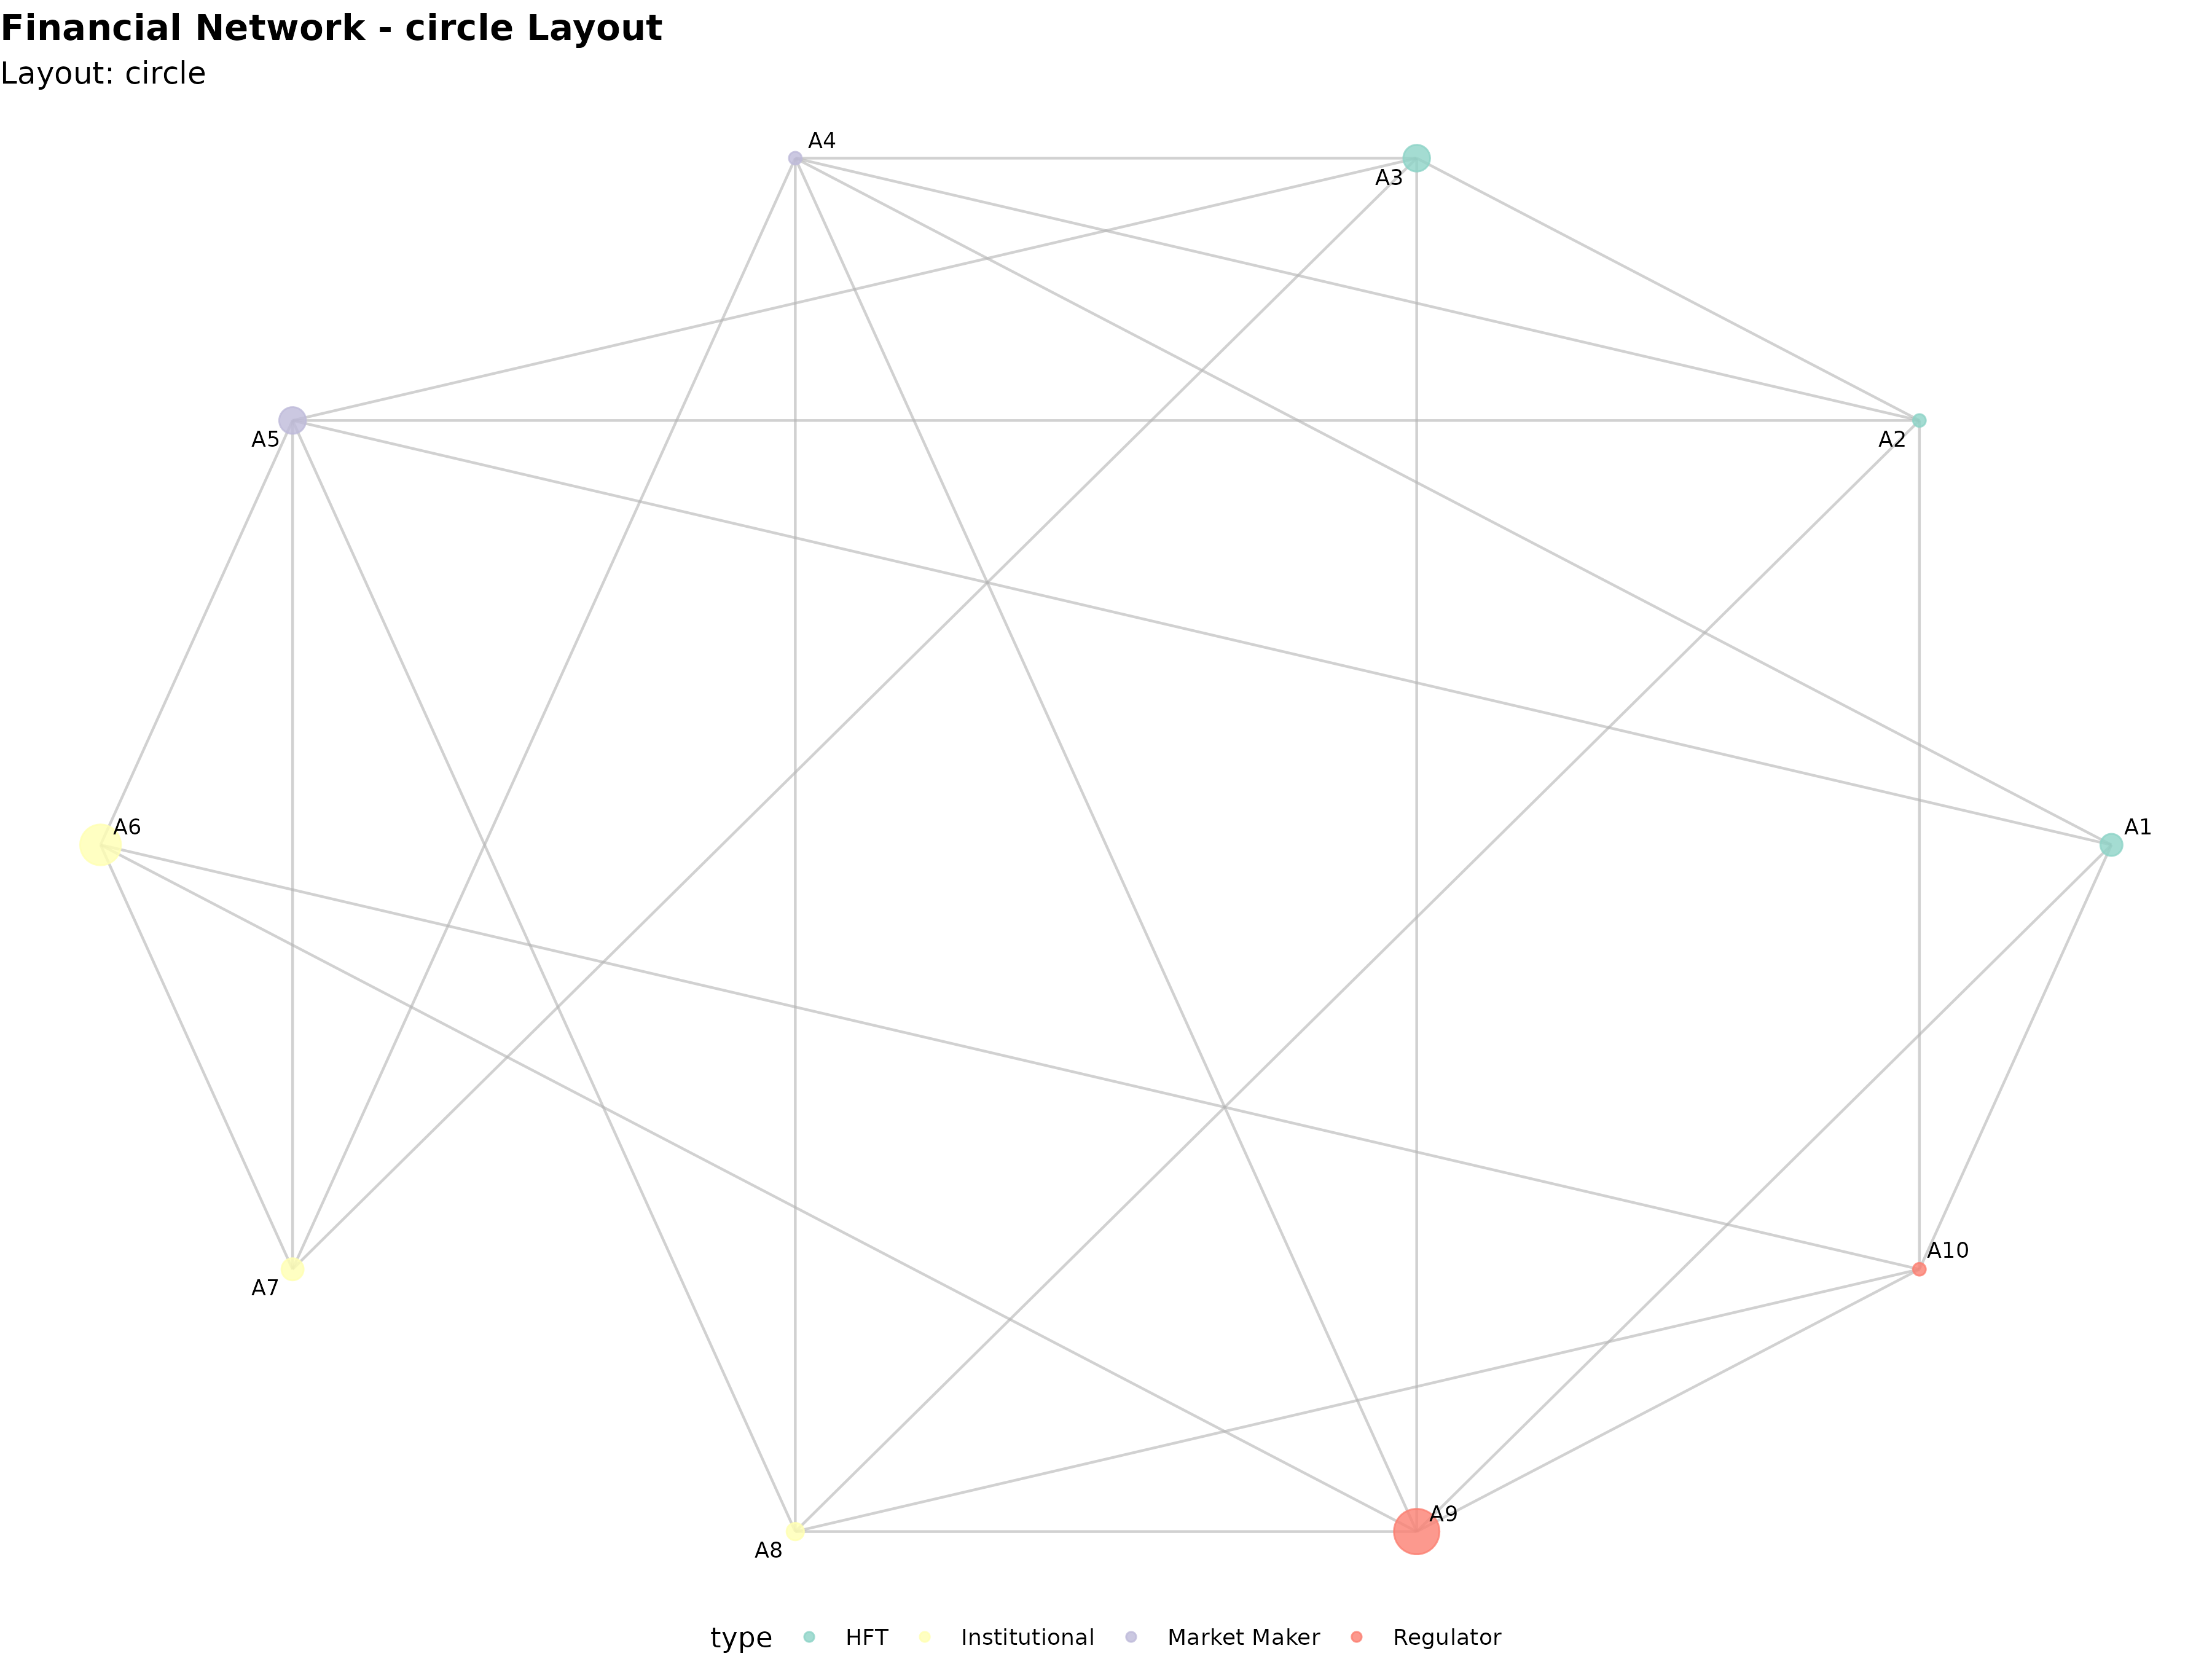 Financial Network - circle Layout
Layout: circle
A4
A3
A5
A2
A6
A1
A10
A7
A9
A8
type HFT Institutional Market Maker Regulator